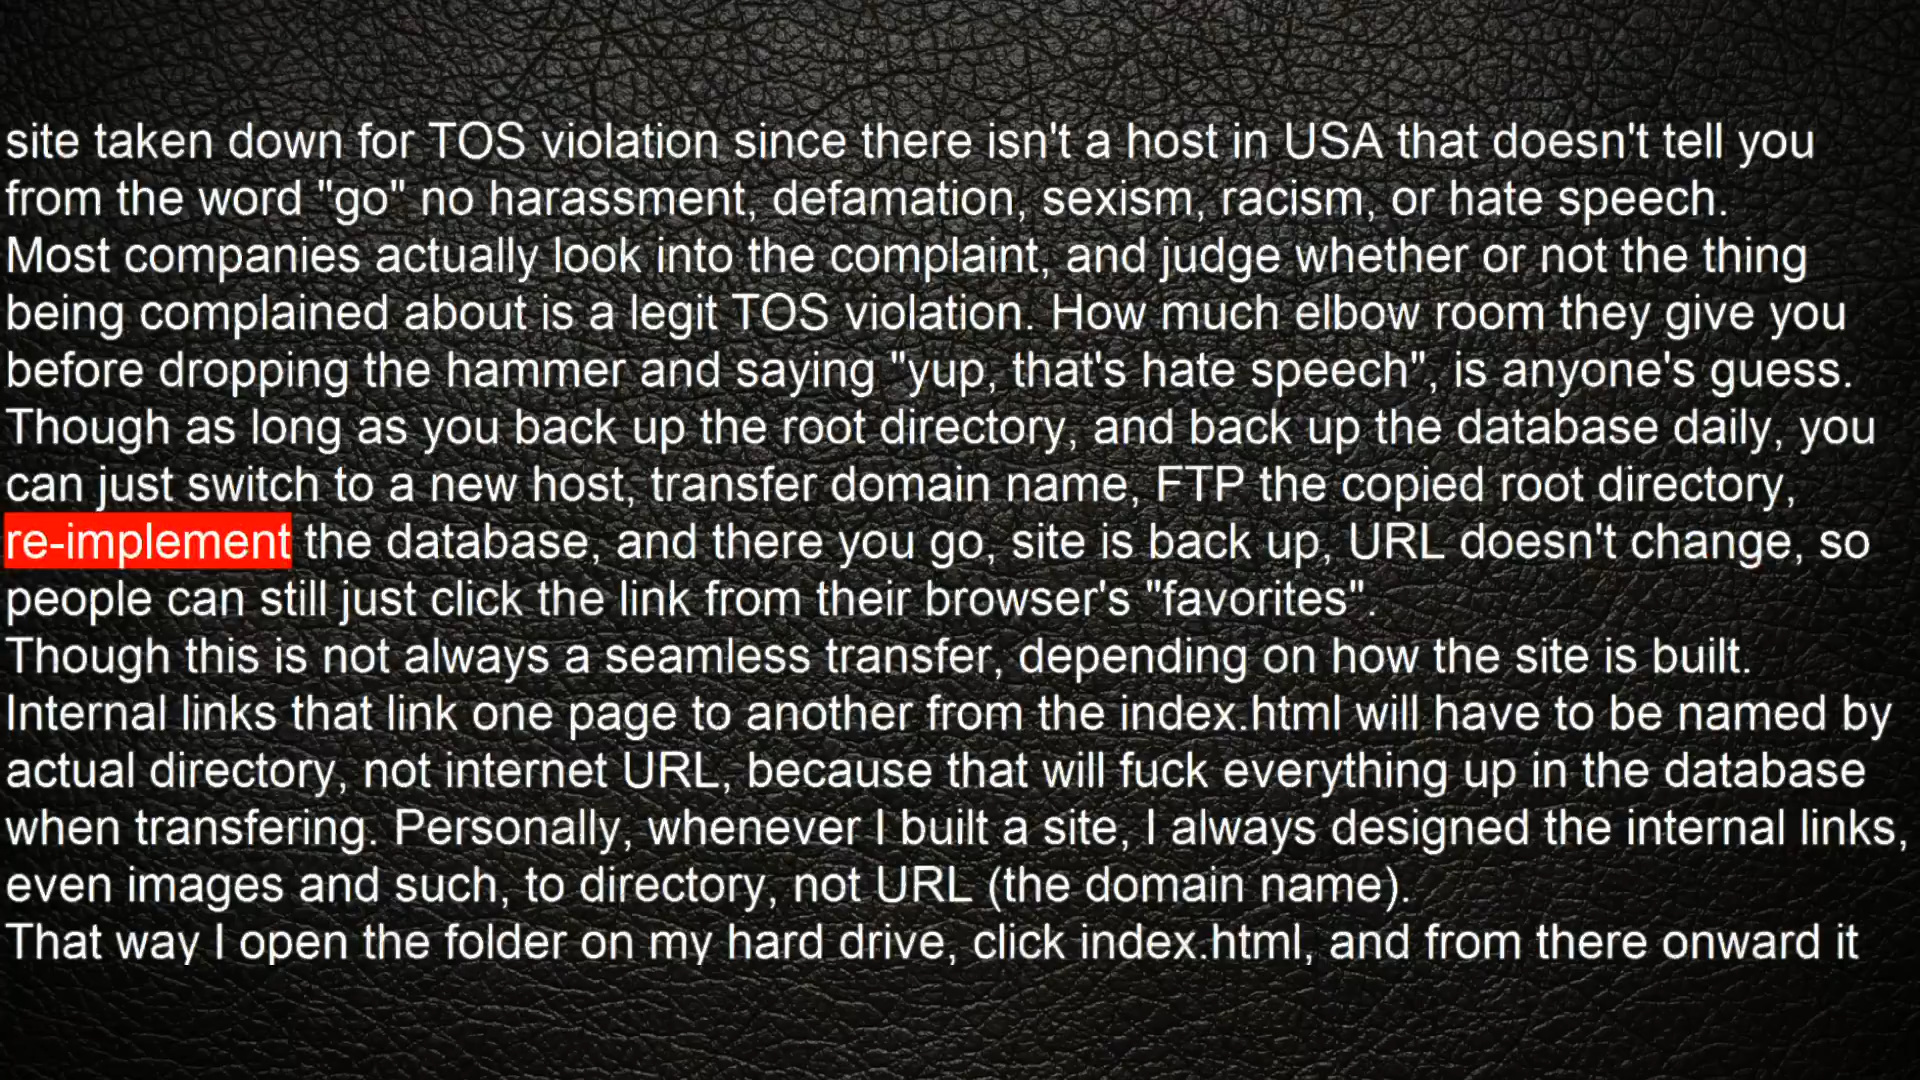 site taken down for TOS violation since there isn't a host in USA that doesn't tell you
from the word "go" no harassment, defamation, sexism, racism, or hate speech.
Most companies actually look into the complaint, and judge whether or not the thing
being complained about is a legit TOS violation. How much elbow room they give you
before dropping the hammer and saying "yup, that's hate speech", is anyone's guess.
Though as long as you back up the root directory, and back up the database daily, you
can just switch to a new host, transfer domain name, FTP the copied root directory,
re-implement the database, and there you go, site is back up, URL doesn't change, so
people can still just click the link from their browser's "favorites".
Though this is not always a seamless transfer, depending on how the site is built.
Internal links that link one page to another from the index.html will have to be named by
actual directory, not internet URL, because that will fuck everything up in the database
when transfering. Personally, whenever I built a site, I always designed the internal links,
even images and such, to directory, not URL (the domain name).
That way I open the folder on my hard drive, click index.html, and from there onward it